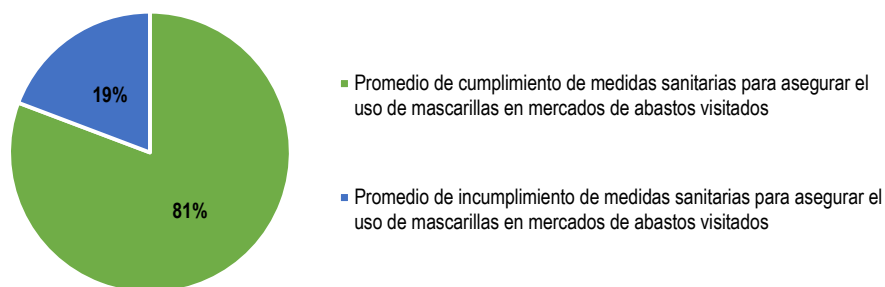 19%
81%
Promedio de cumplimiento de medidas sanitarias para asegurar el
uso de mascarillas en mercados de abastos visitados
Promedio de incumplimiento de medidas sanitarias para asegurar el
uso de mascarillas en mercados de abastos visitados